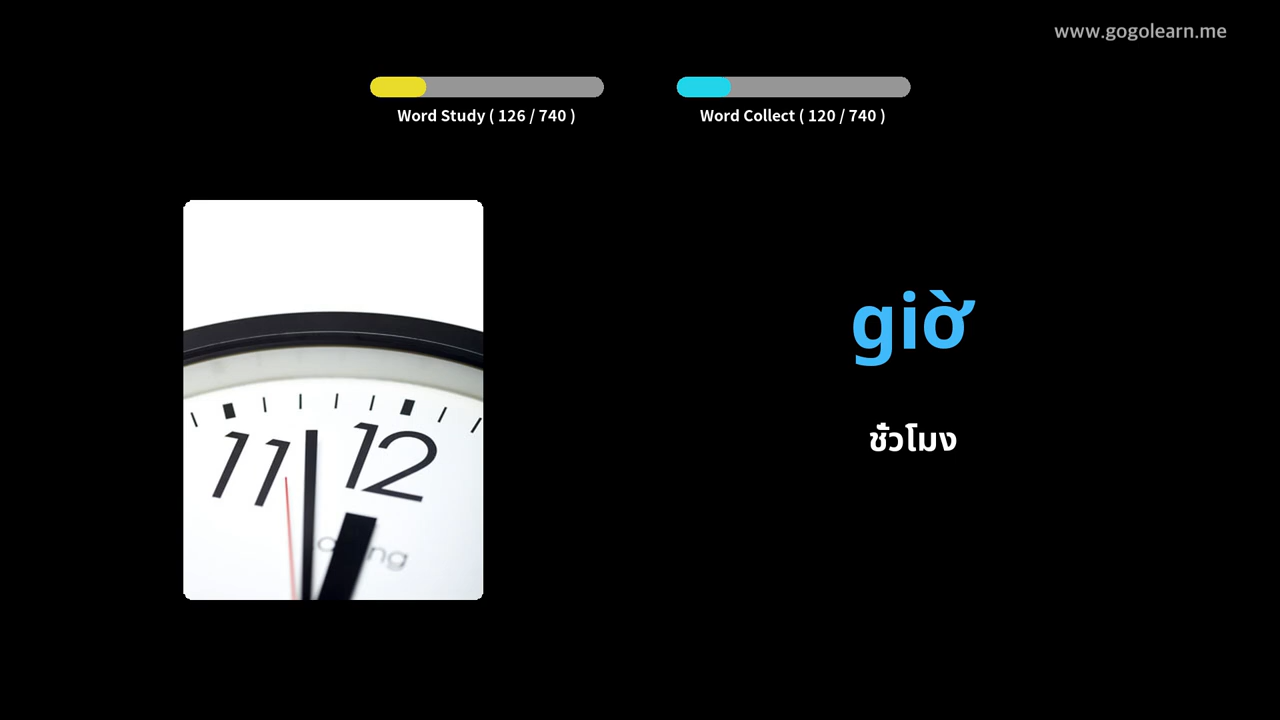 www.gogolearn.me
Word Study ( 126 / 740 )
Word Collect ( 120 / 740 )
11 12
giờ
ชั่วโมง